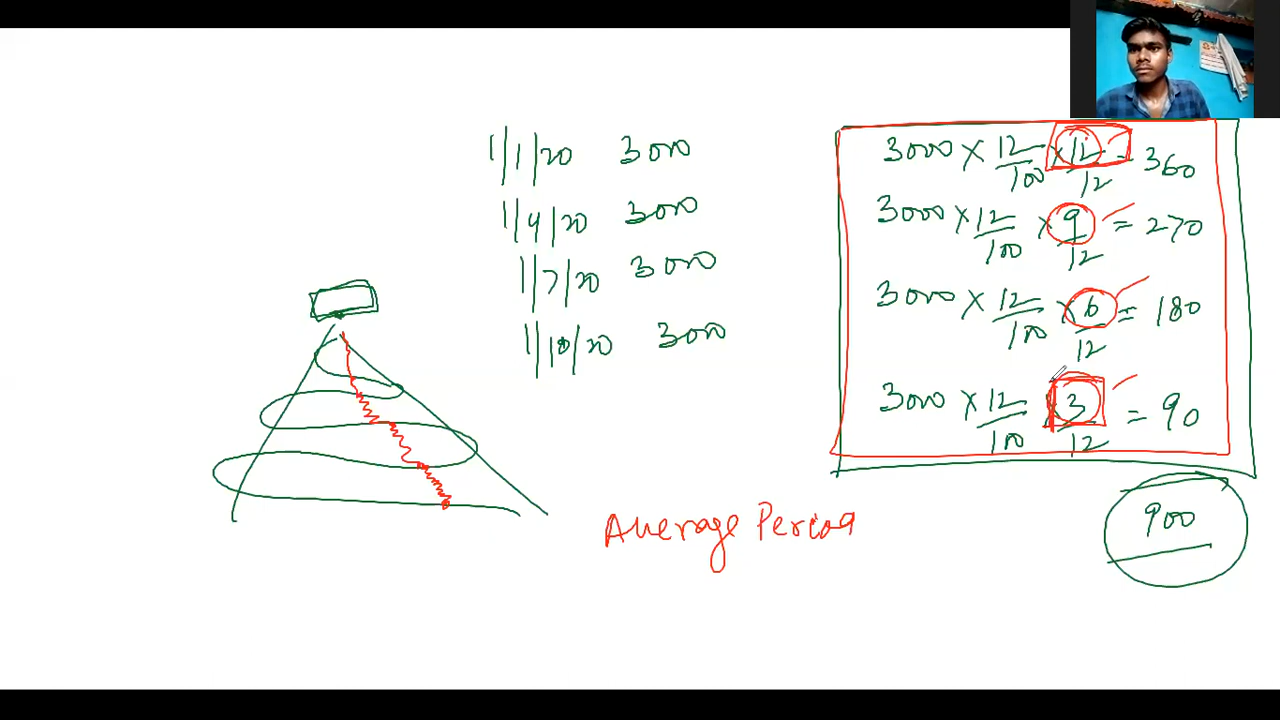 1/1/20 3000
1/4/20 3000
1/7/20 3000
1/10/20 3000
3000 × 12/100 × 12/12 = 360
3000 × 12/100 × 9/12 = 270
3000 × 12/100 × 6/12 = 180
3000 × 12/100 × 3/12 = 90
900
Average Period